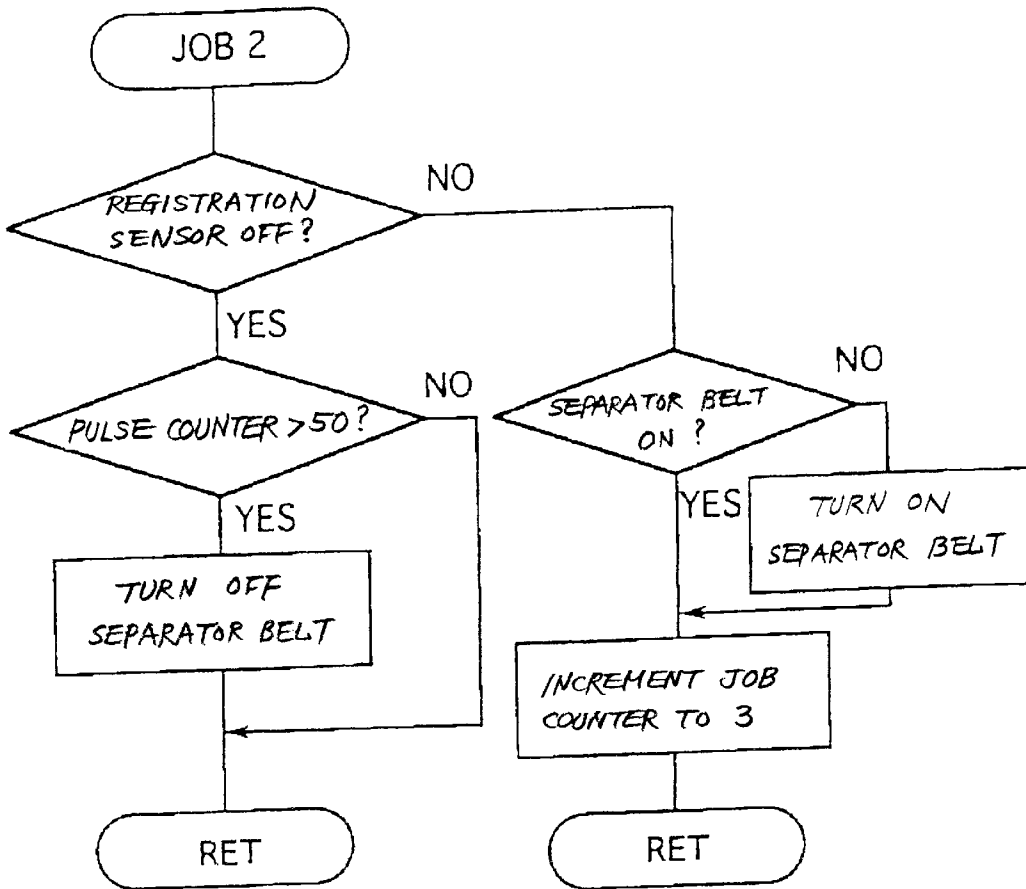 JOB 2
REGISTRATION
SENSOR OFF?
NO
YES
PULSE COUNTER >50?
NO
YES
TURN OFF
SEPARATOR BELT
RET
SEPARATOR BELT
ON ?
NO
YES
TURN ON
SEPARATOR BELT
INCREMENT JOB
COUNTER TO 3
RET